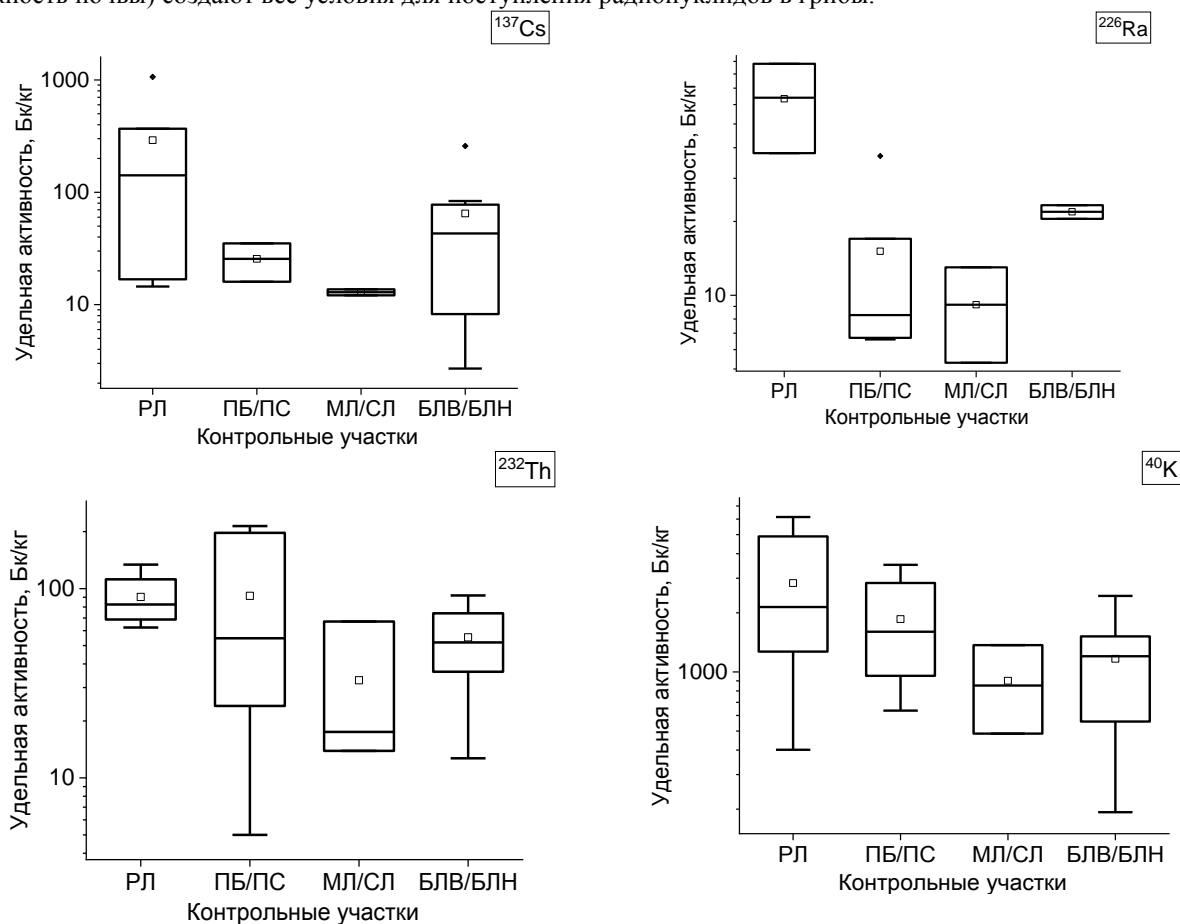 жность почвы) создают все условия для поступления радионуклидов в грибы.
137Cs
Удельная активность, Бк/кг
1000
100
10
РЛ ПБ/ПС МЛ/СЛ БЛВ/БЛН
Контрольные участки
226Ra
Удельная активность, Бк/кг
10
РЛ ПБ/ПС МЛ/СЛ БЛВ/БЛН
Контрольные участки
232Th
Удельная активность, Бк/кг
100
10
РЛ ПБ/ПС МЛ/СЛ БЛВ/БЛН
Контрольные участки
40K
Удельная активность, Бк/кг
1000
РЛ ПБ/ПС МЛ/СЛ БЛВ/БЛН
Контрольные участки